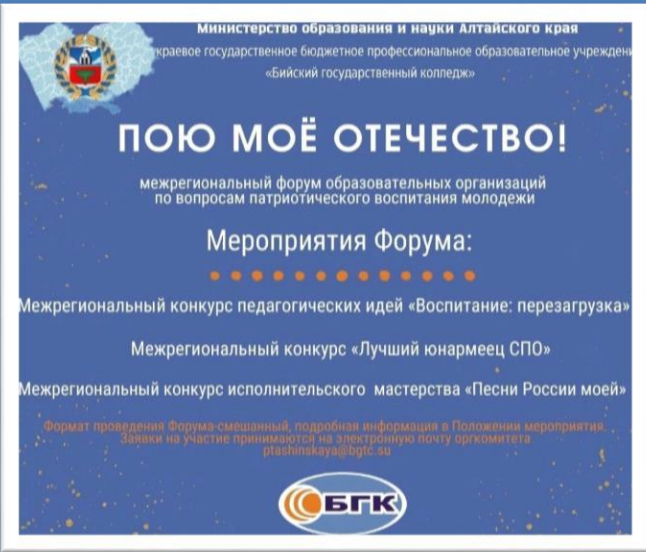 Министерство образования и науки Алтайского края
краевое государственное бюджетное профессиональное образовательное учрежден
«Бийский государственный колледж»
ПОЮ МОЁ ОТЕЧЕСТВО!
межрегиональный форум образовательных организаций
по вопросам патриотического воспитания молодежи
Мероприятия Форума:
Межрегиональный конкурс педагогических идей «Воспитание: перезагрузка»
Межрегиональный конкурс «Лучший юнармеец СПО»
Межрегиональный конкурс исполнительского мастерства «Песни России моей»
Формат проведения Форума-смешанный, подробная информация в Положении мероприятия.
Заявки на участие принимаются на электронную почту оргкомитета
ptashinskaya@bgtc.su
БГК